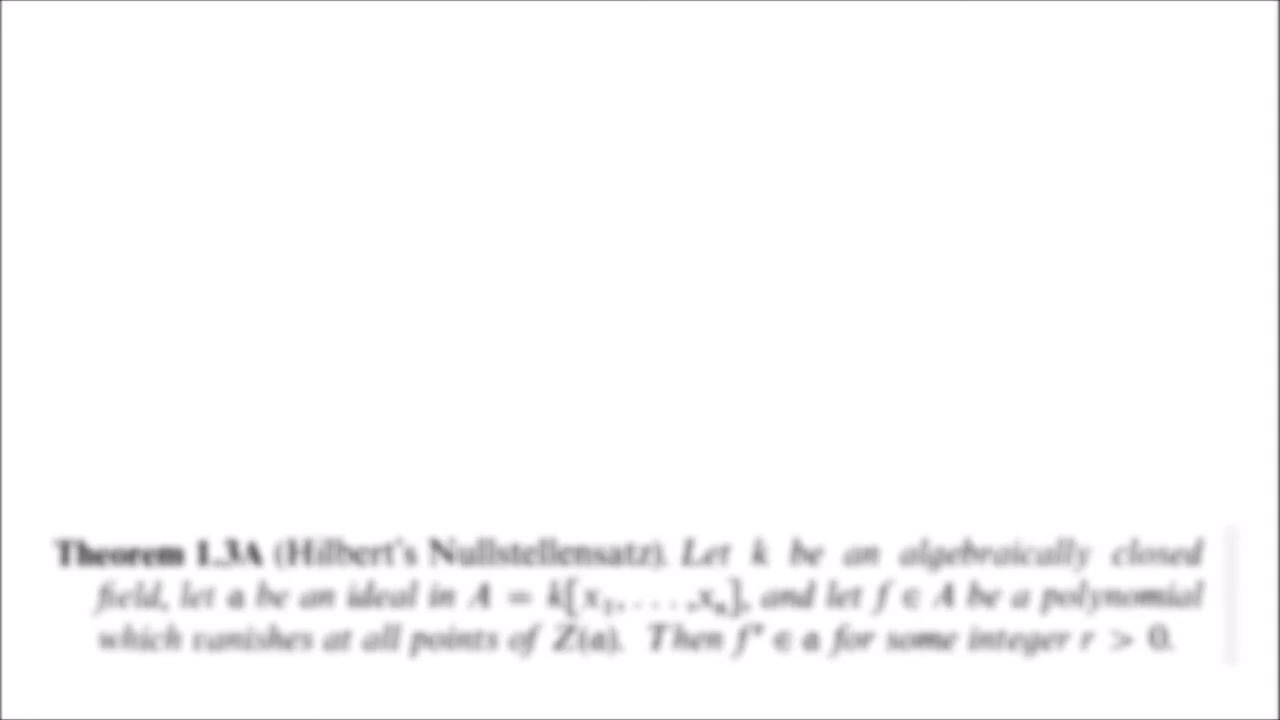 Theorem 1.3A (Hilbert's Nullstellensatz). Let k be an algebraically closed
field, let a be an ideal in A = k[x₁, . . . ,xₙ], and let f ∈ A be a polynomial
which vanishes at all points of Z(a). Then fʳ ∈ a for some integer r > 0.